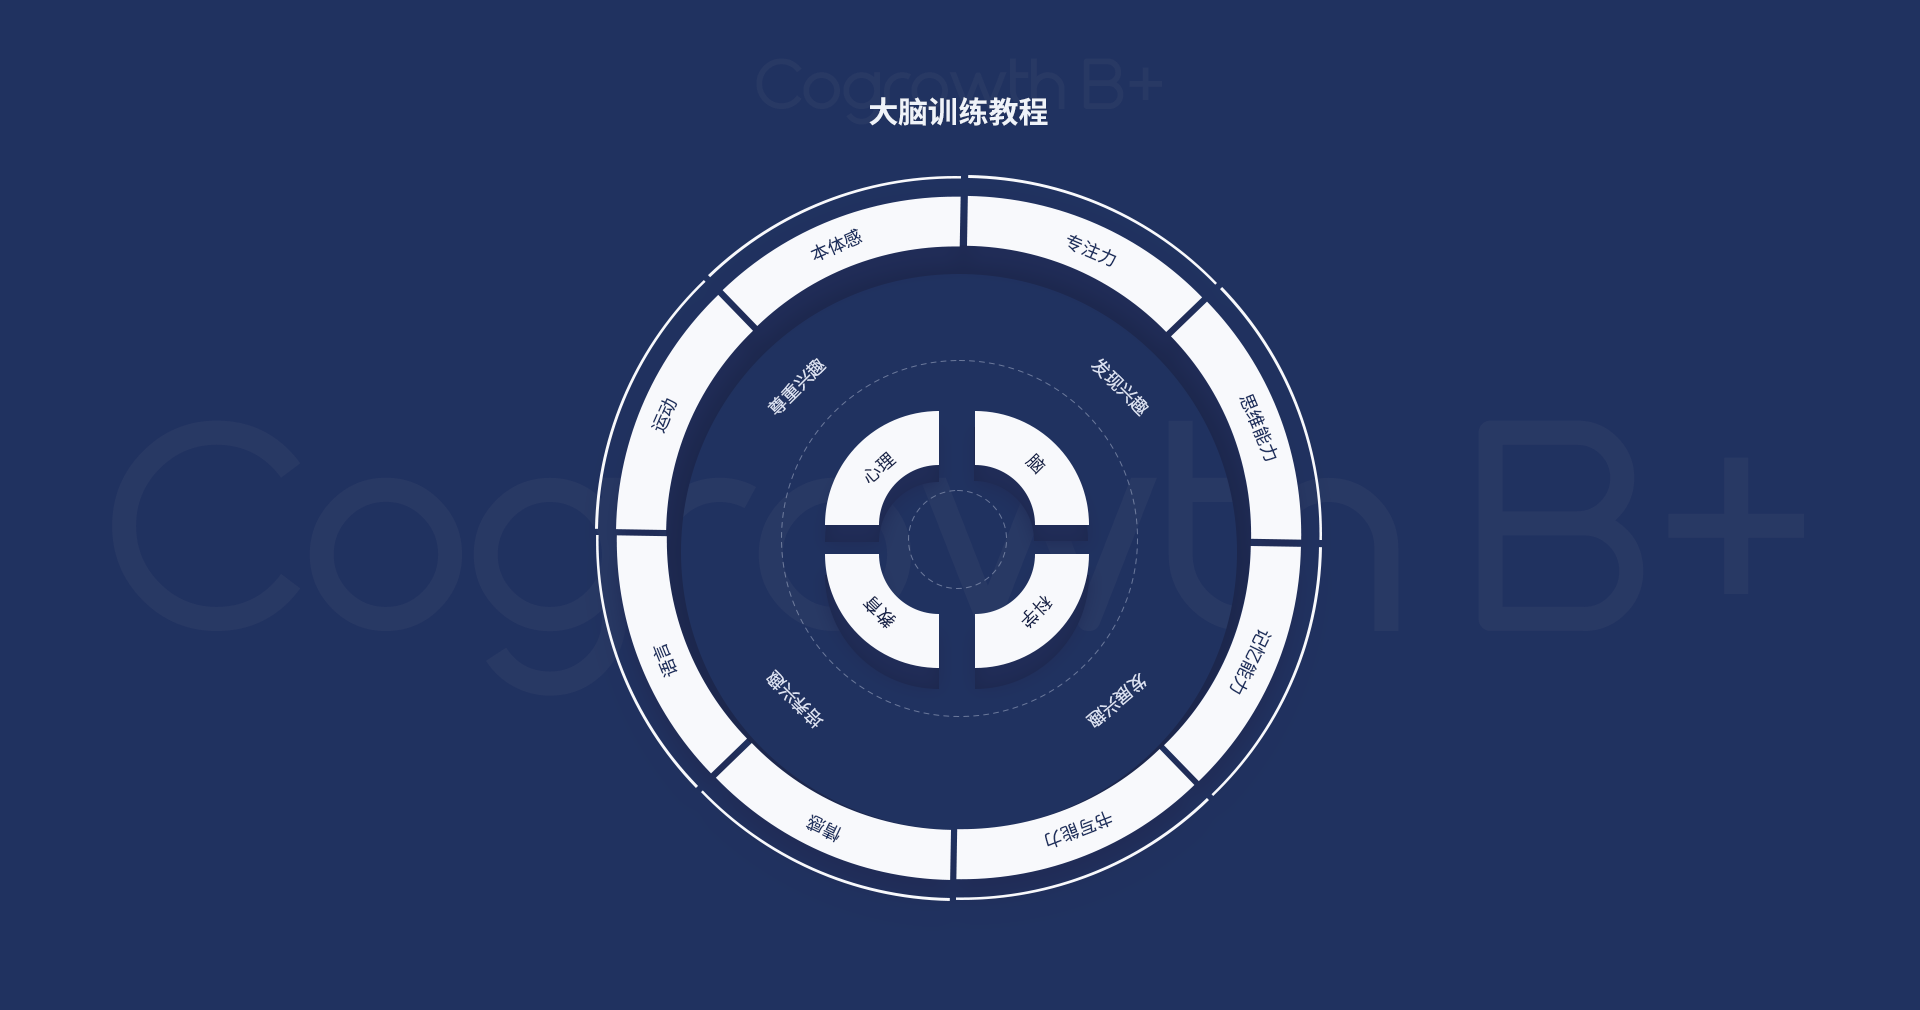 Cogrowth B+
大脑训练教程
本体感
专注力
运动
思维能力
语言
记忆能力
情感
书写能力
尊重兴趣
发现兴趣
培养兴趣
发展兴趣
心理
脑
教育
科学
Cogrowth B+